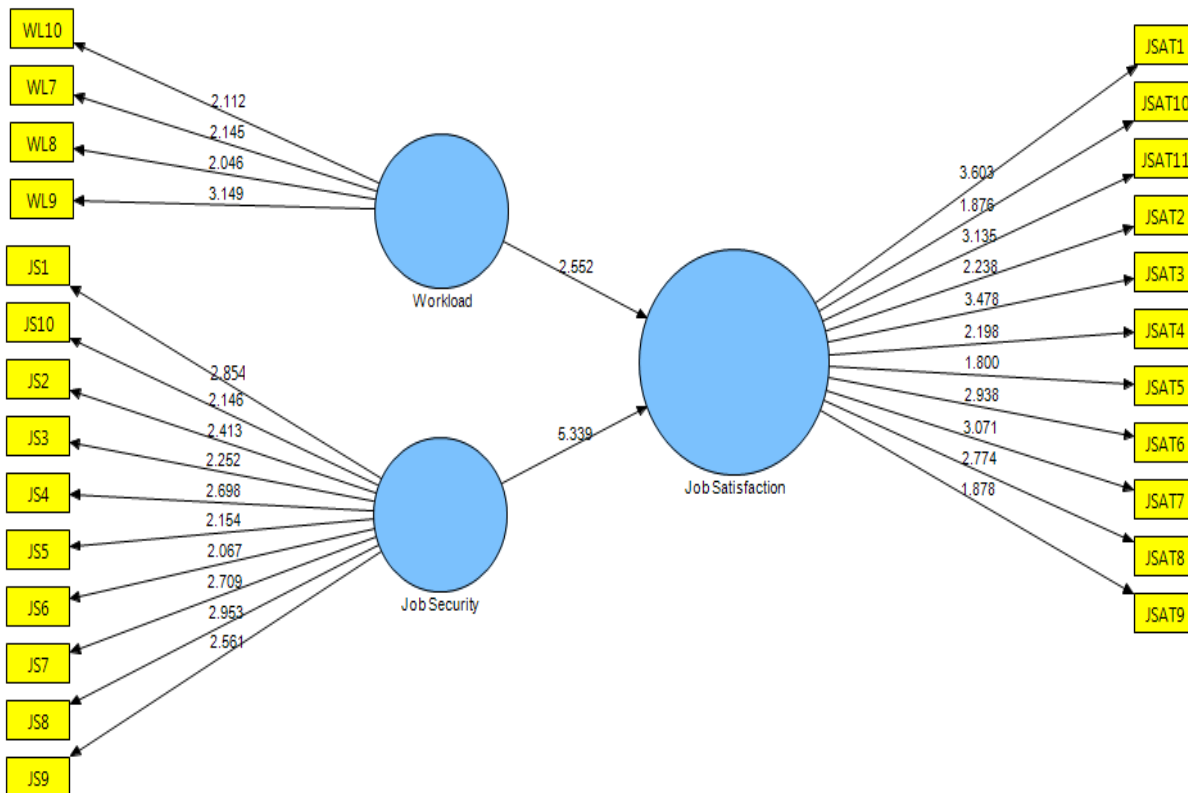 WL10
WL7
WL8
WL9
2.112
2.145
2.046
3.149
Workload
2.552
JS1
JS10
JS2
JS3
JS4
JS5
JS6
JS7
JS8
JS9
2.854
2.146
2.413
2.252
2.698
2.154
2.067
2.709
2.953
2.561
Job Security
5.339
Job Satisfaction
3.603
1.876
3.135
2.238
3.478
2.198
1.800
2.938
3.071
2.774
1.878
JSAT1
JSAT10
JSAT11
JSAT2
JSAT3
JSAT4
JSAT5
JSAT6
JSAT7
JSAT8
JSAT9